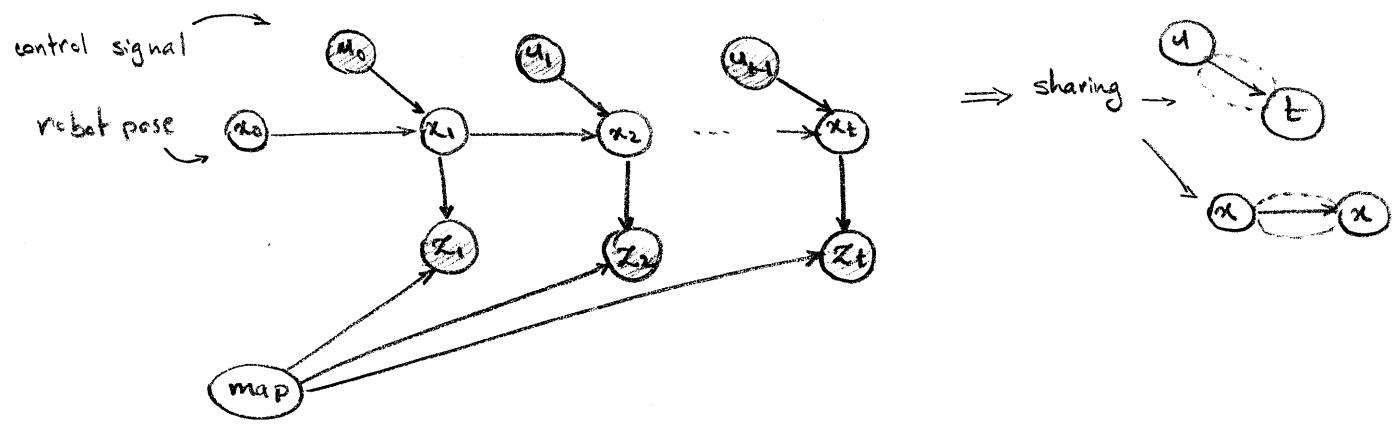 control signal
u₀
u₁
uₜ₋₁
robot pose
x₀
x₁
x₂
xₜ
z₁
z₂
zₜ
map
⇒ sharing
u
t
x
x